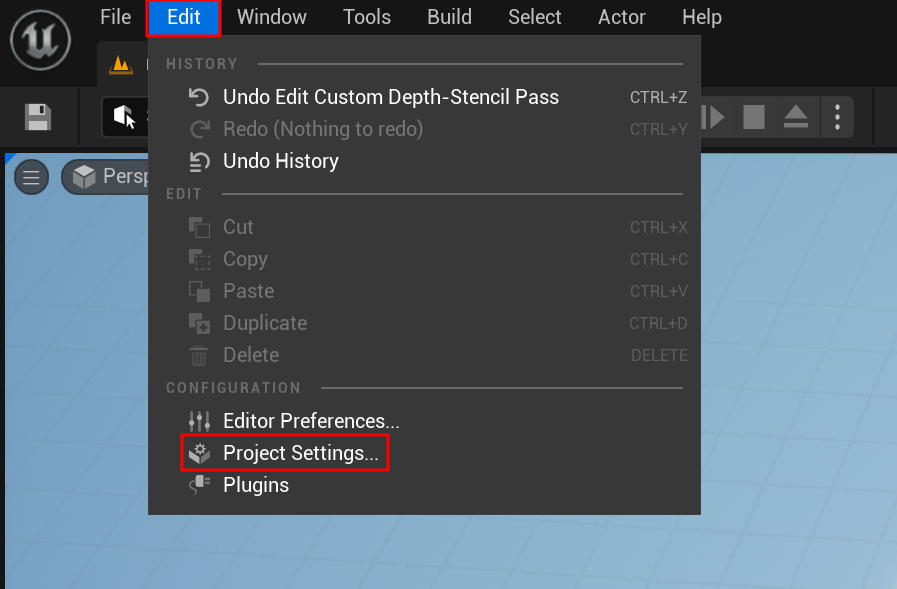 File Edit Window Tools Build Select Actor Help
HISTORY
Undo Edit Custom Depth-Stencil Pass CTRL+Z
Redo (Nothing to redo) CTRL+Y
Undo History
EDIT
Cut CTRL+X
Copy CTRL+C
Paste CTRL+V
Duplicate CTRL+D
Delete DELETE
CONFIGURATION
Editor Preferences...
Project Settings...
Plugins